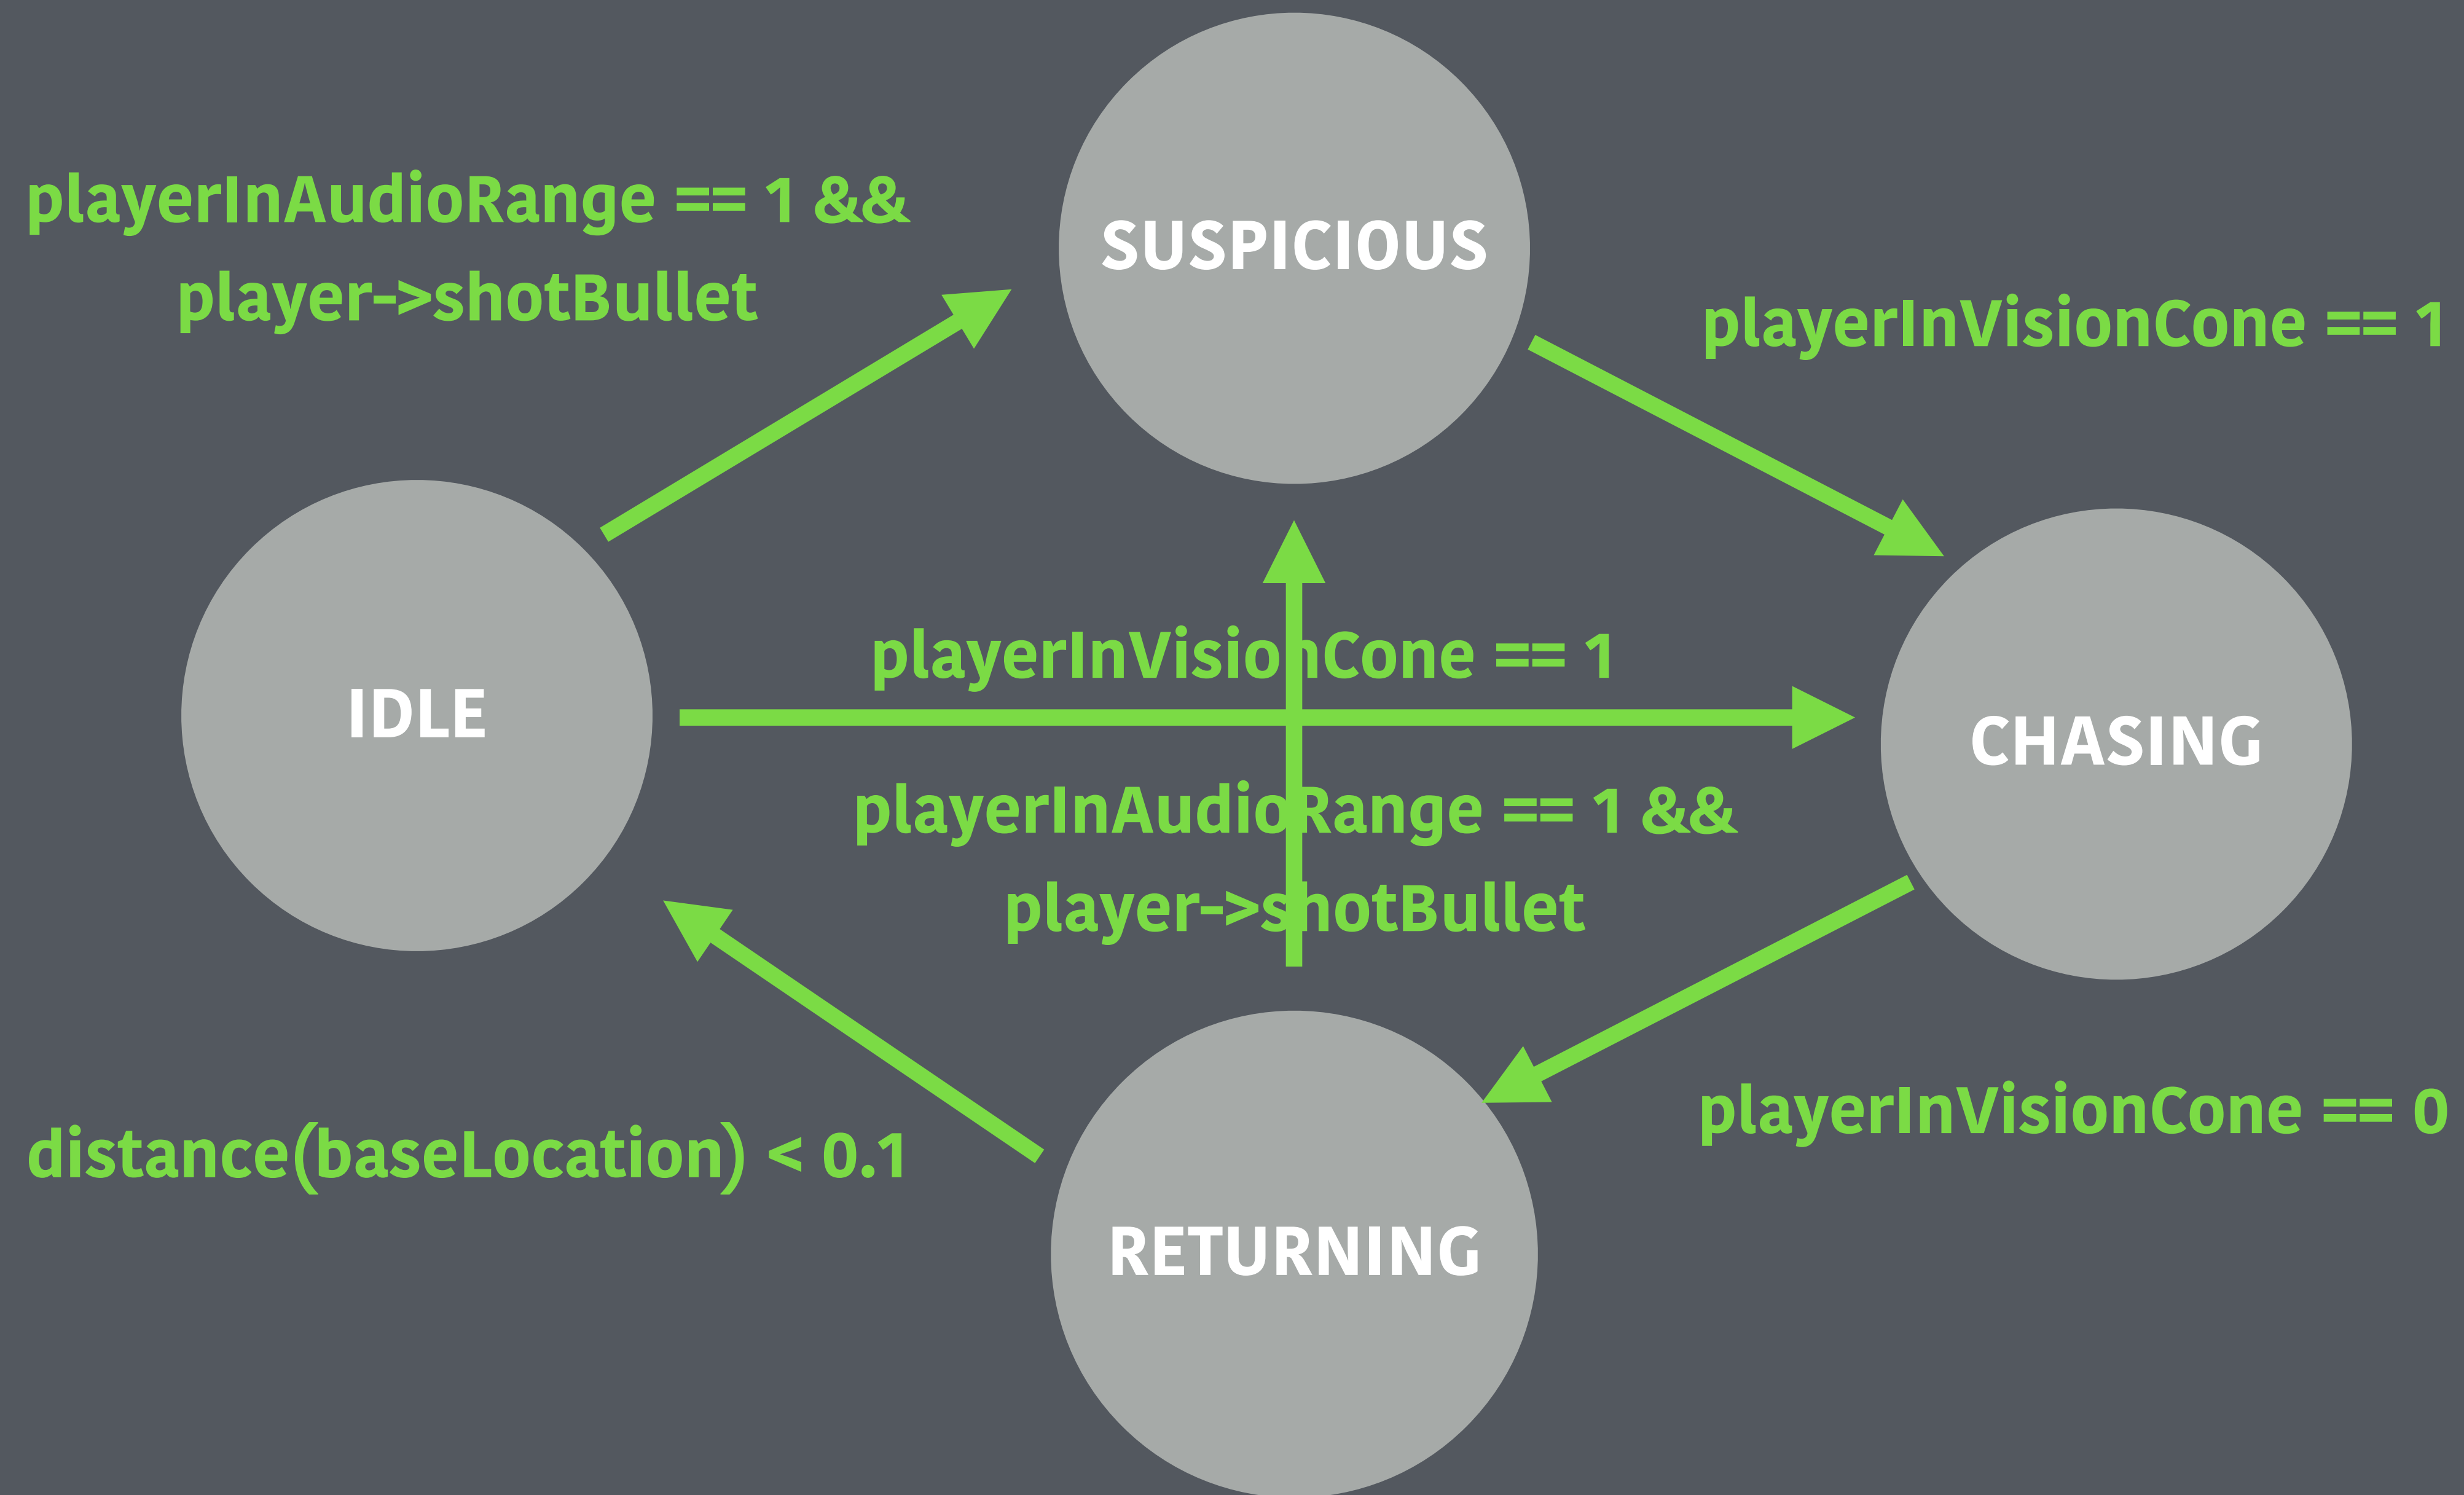 playerInAudioRange == 1 &&
player->shotBullet
SUSPICIOUS
playerInVisionCone == 1
IDLE
playerInVisionCone == 1
CHASING
playerInAudioRange == 1 &&
player->shotBullet
distance(baseLocation) < 0.1
playerInVisionCone == 0
RETURNING